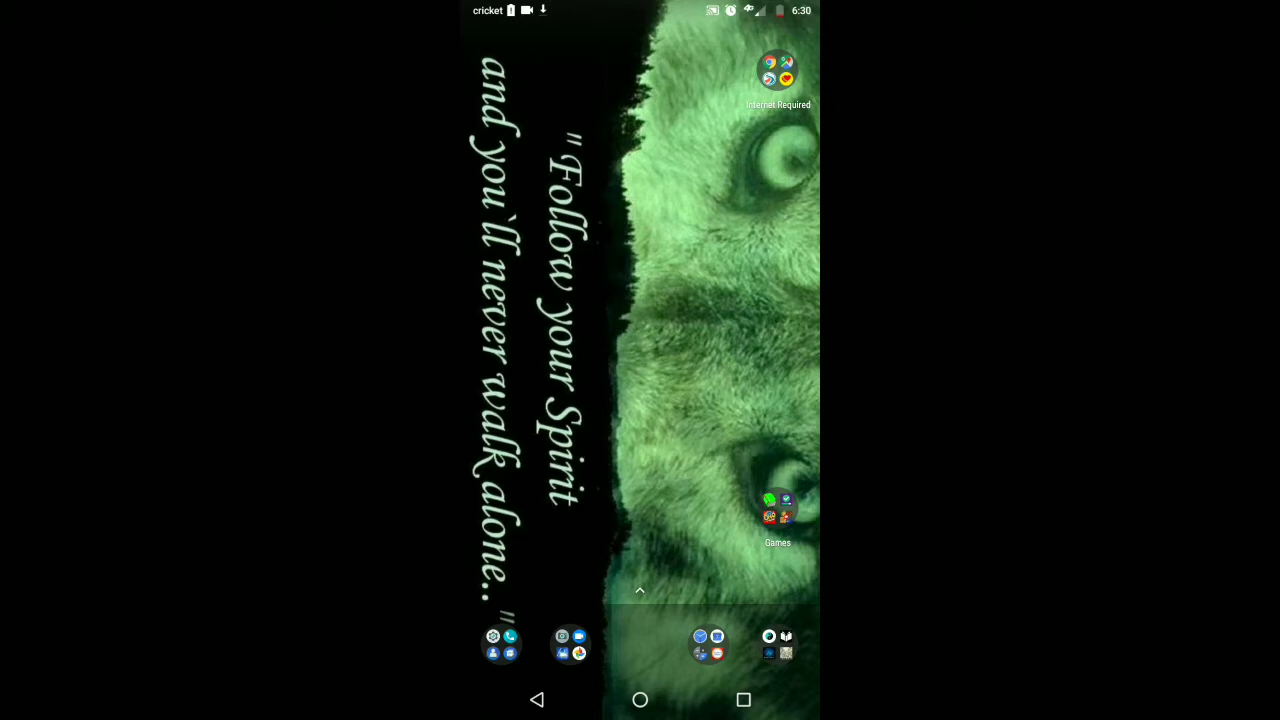 cricket
6:30
Internet Required
"Follow your Spirit
and you`ll never walk alone.. "
Games